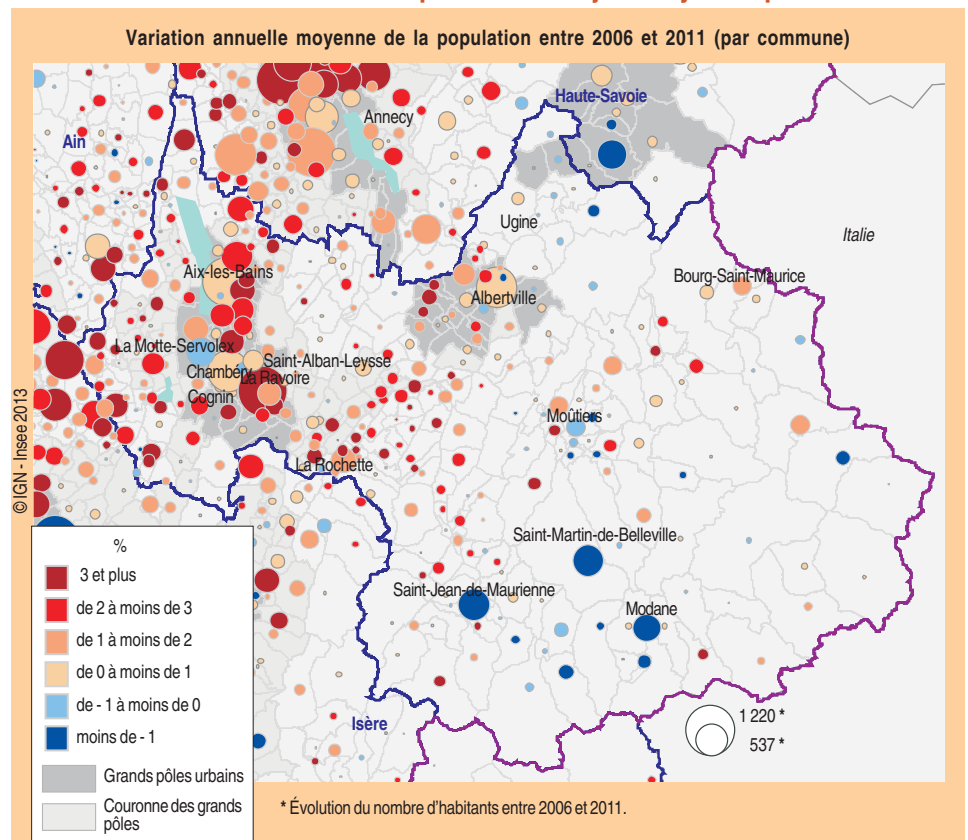 Variation annuelle moyenne de la population entre 2006 et 2011 (par commune)
Haute-Savoie
Annecy
Ain
Ugine
Italie
Aix-les-Bains
Bourg-Saint-Maurice
Albertville
La Motte-Servolex
Saint-Alban-Leysse
Chambéry
La Ravoire
Cognin
Moûtiers
La Rochette
©IGN - Insee 2013
Saint-Martin-de-Belleville
Saint-Jean-de-Maurienne
Modane
Isère
%
3 et plus
de 2 à moins de 3
de 1 à moins de 2
de 0 à moins de 1
de - 1 à moins de 0
moins de - 1
Grands pôles urbains
Couronne des grands
pôles
1 220 *
537 *
* Évolution du nombre d'habitants entre 2006 et 2011.